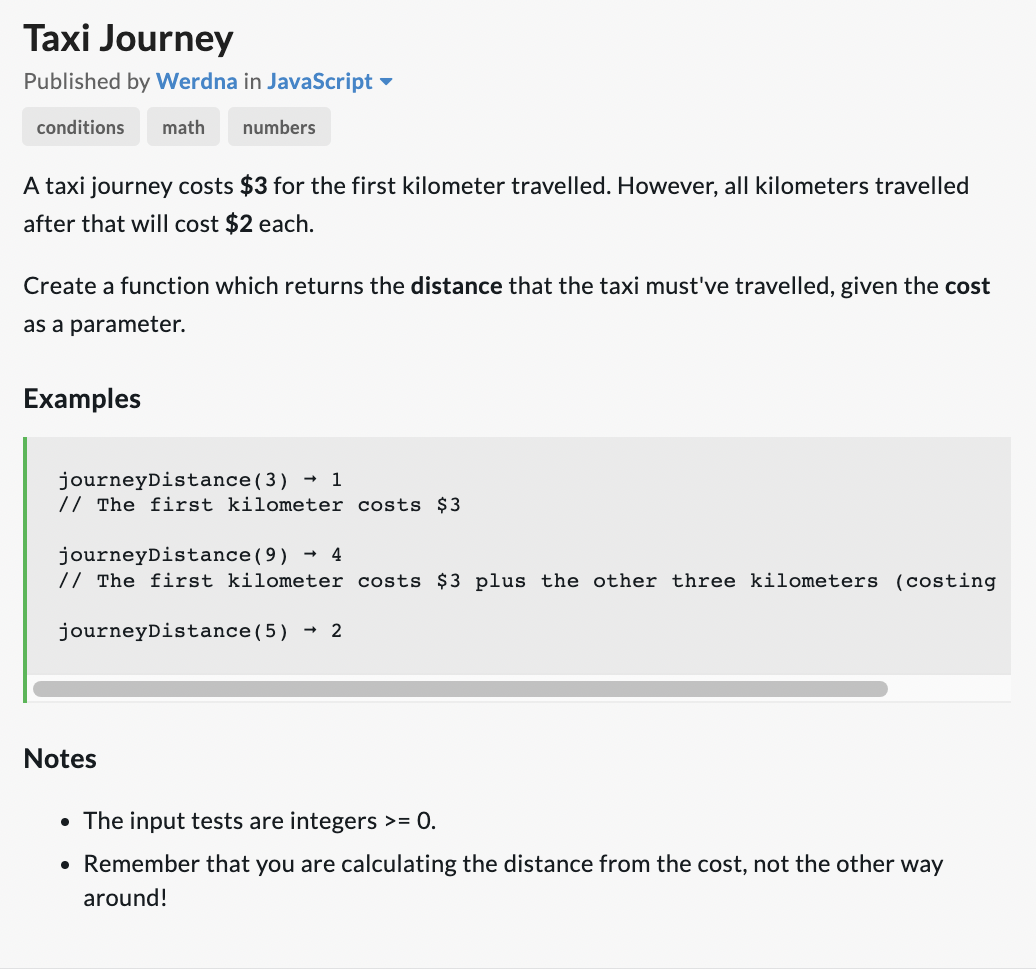 Taxi Journey
Published by Werdna in JavaScript
conditions math numbers
A taxi journey costs $3 for the first kilometer travelled. However, all kilometers travelled
after that will cost $2 each.
Create a function which returns the distance that the taxi must've travelled, given the cost
as a parameter.
Examples
journeyDistance(3) → 1
// The first kilometer costs $3
journeyDistance(9) → 4
// The first kilometer costs $3 plus the other three kilometers (costing
journeyDistance(5) → 2
Notes
• The input tests are integers >= 0.
• Remember that you are calculating the distance from the cost, not the other way
around!